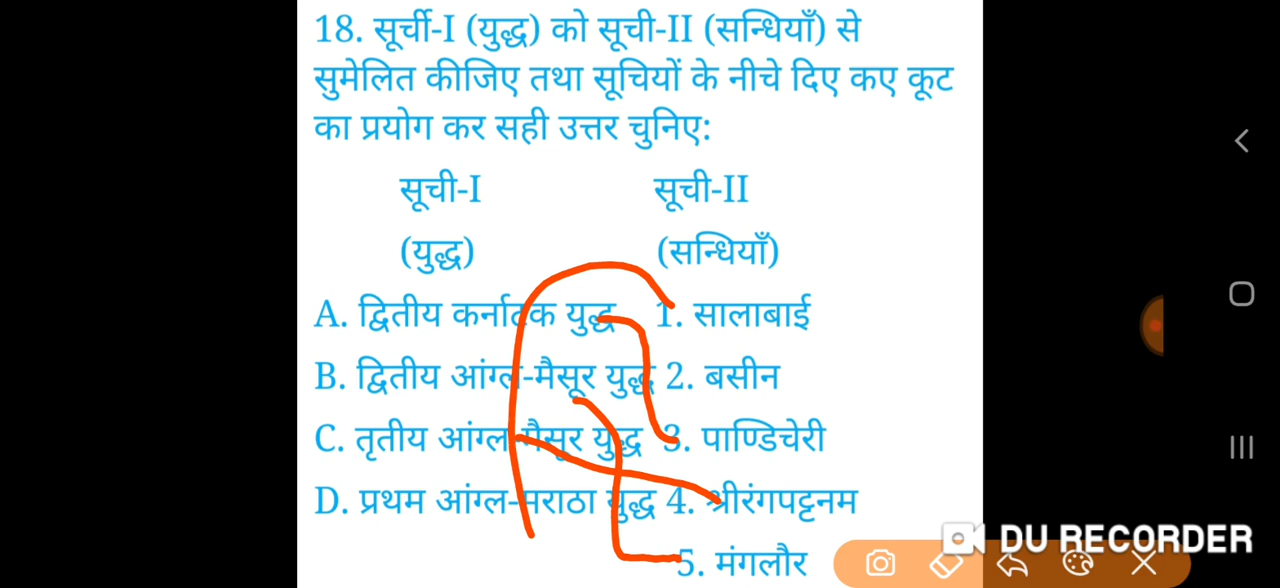 18. सूर्ची-I (युद्ध) को सूची-II (सन्धियाँ) से
सुमेलित कीजिए तथा सूचियों के नीचे दिए कए कूट
का प्रयोग कर सही उत्तर चुनिए:
सूची-I सूची-II
(युद्ध) (सन्धियाँ)
A. द्वितीय कर्नाटक युद्ध 1. सालाबाई
B. द्वितीय आंग्ल-मैसूर युद्ध 2. बसीन
C. तृतीय आंग्ल-मैसूर युद्ध 3. पाण्डिचेरी
D. प्रथम आंग्ल-मराठा युद्ध 4. श्रीरंगपट्टनम
5. मंगलौर
DU RECORDER